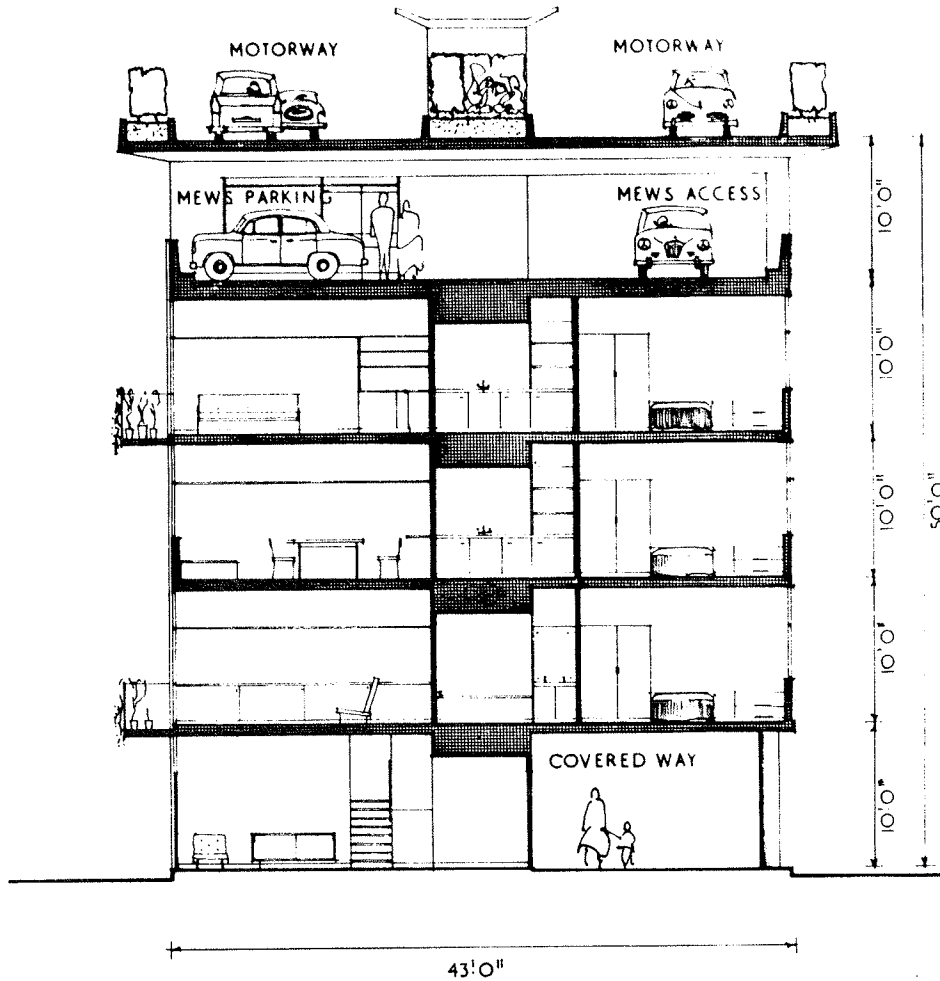 MOTORWAY
MOTORWAY
MEWS PARKING
MEWS ACCESS
10'0"
10'0"
10'0"
50'0"
10'0"
COVERED WAY
10'0"
43'0"